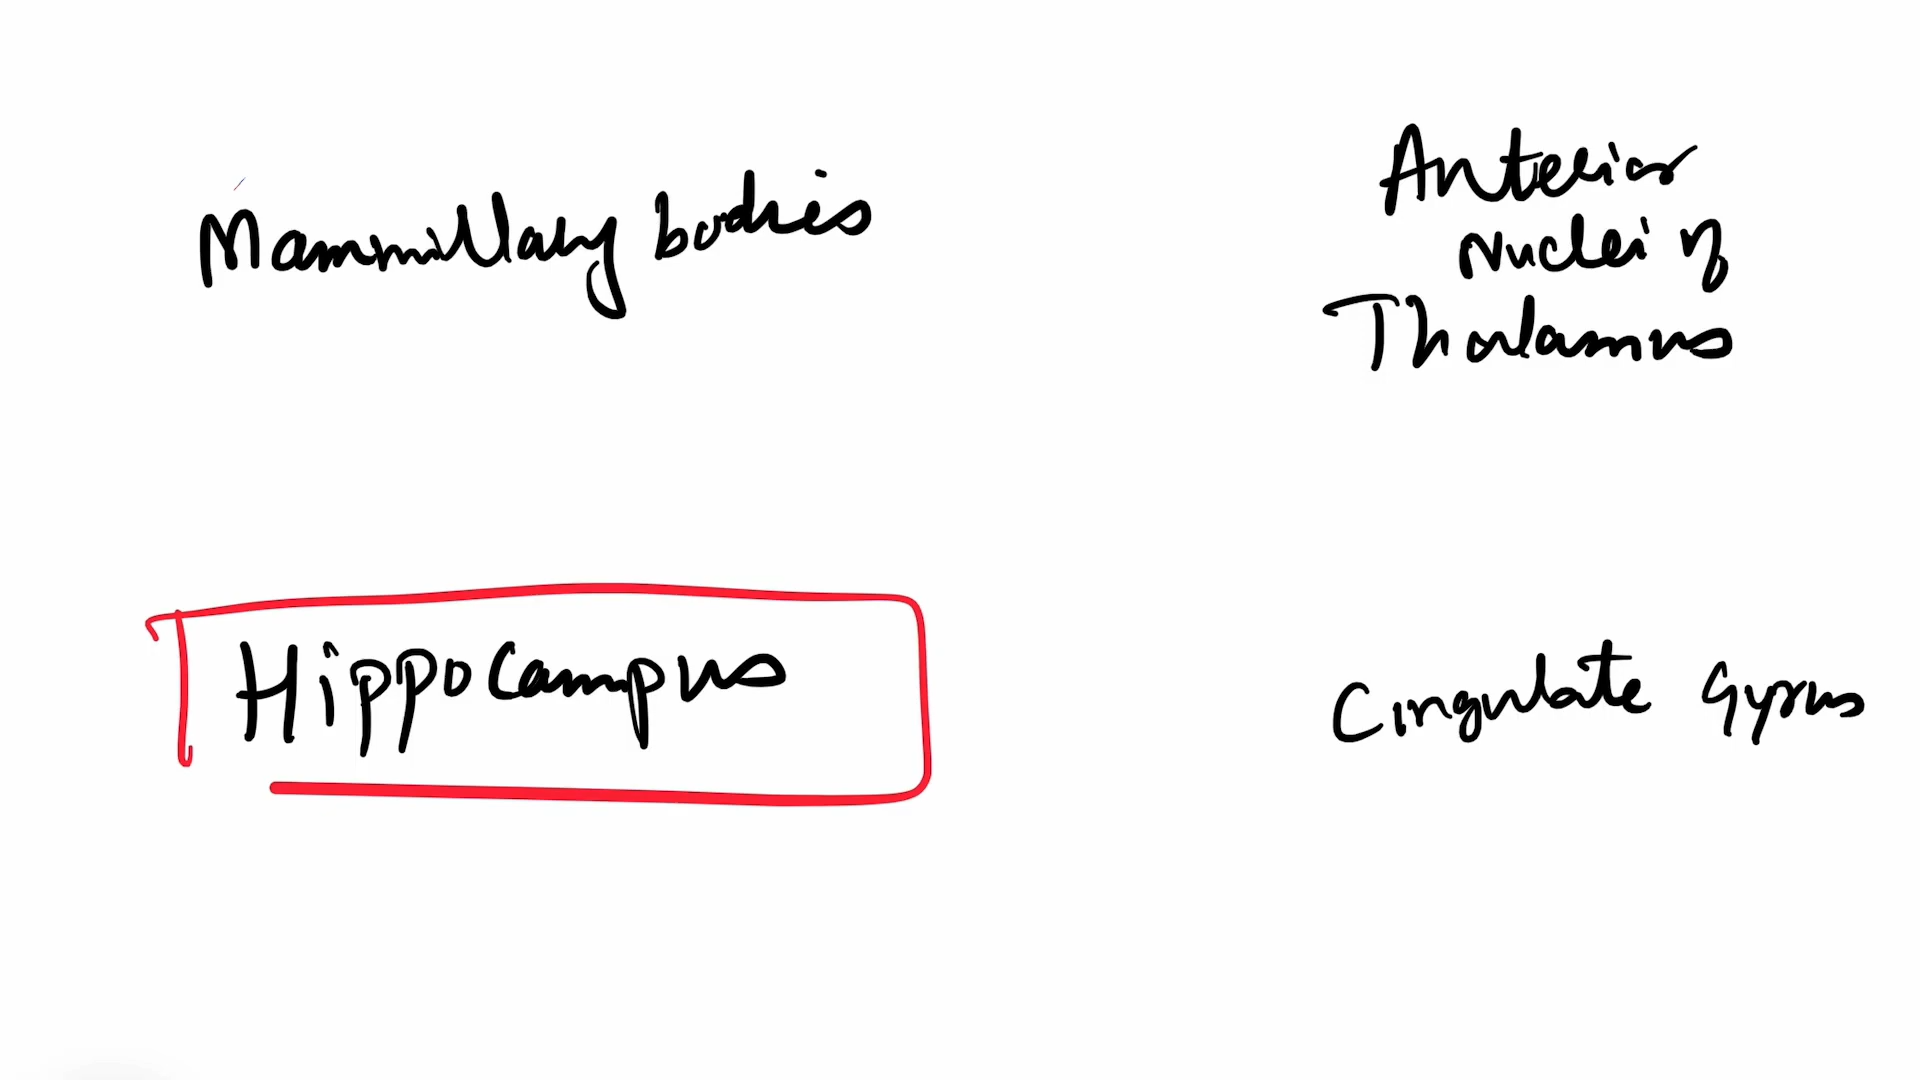 Mammillary bodies
Anterior
Nuclei of
Thalamus
Hippocampus
Cingulate Gyrus